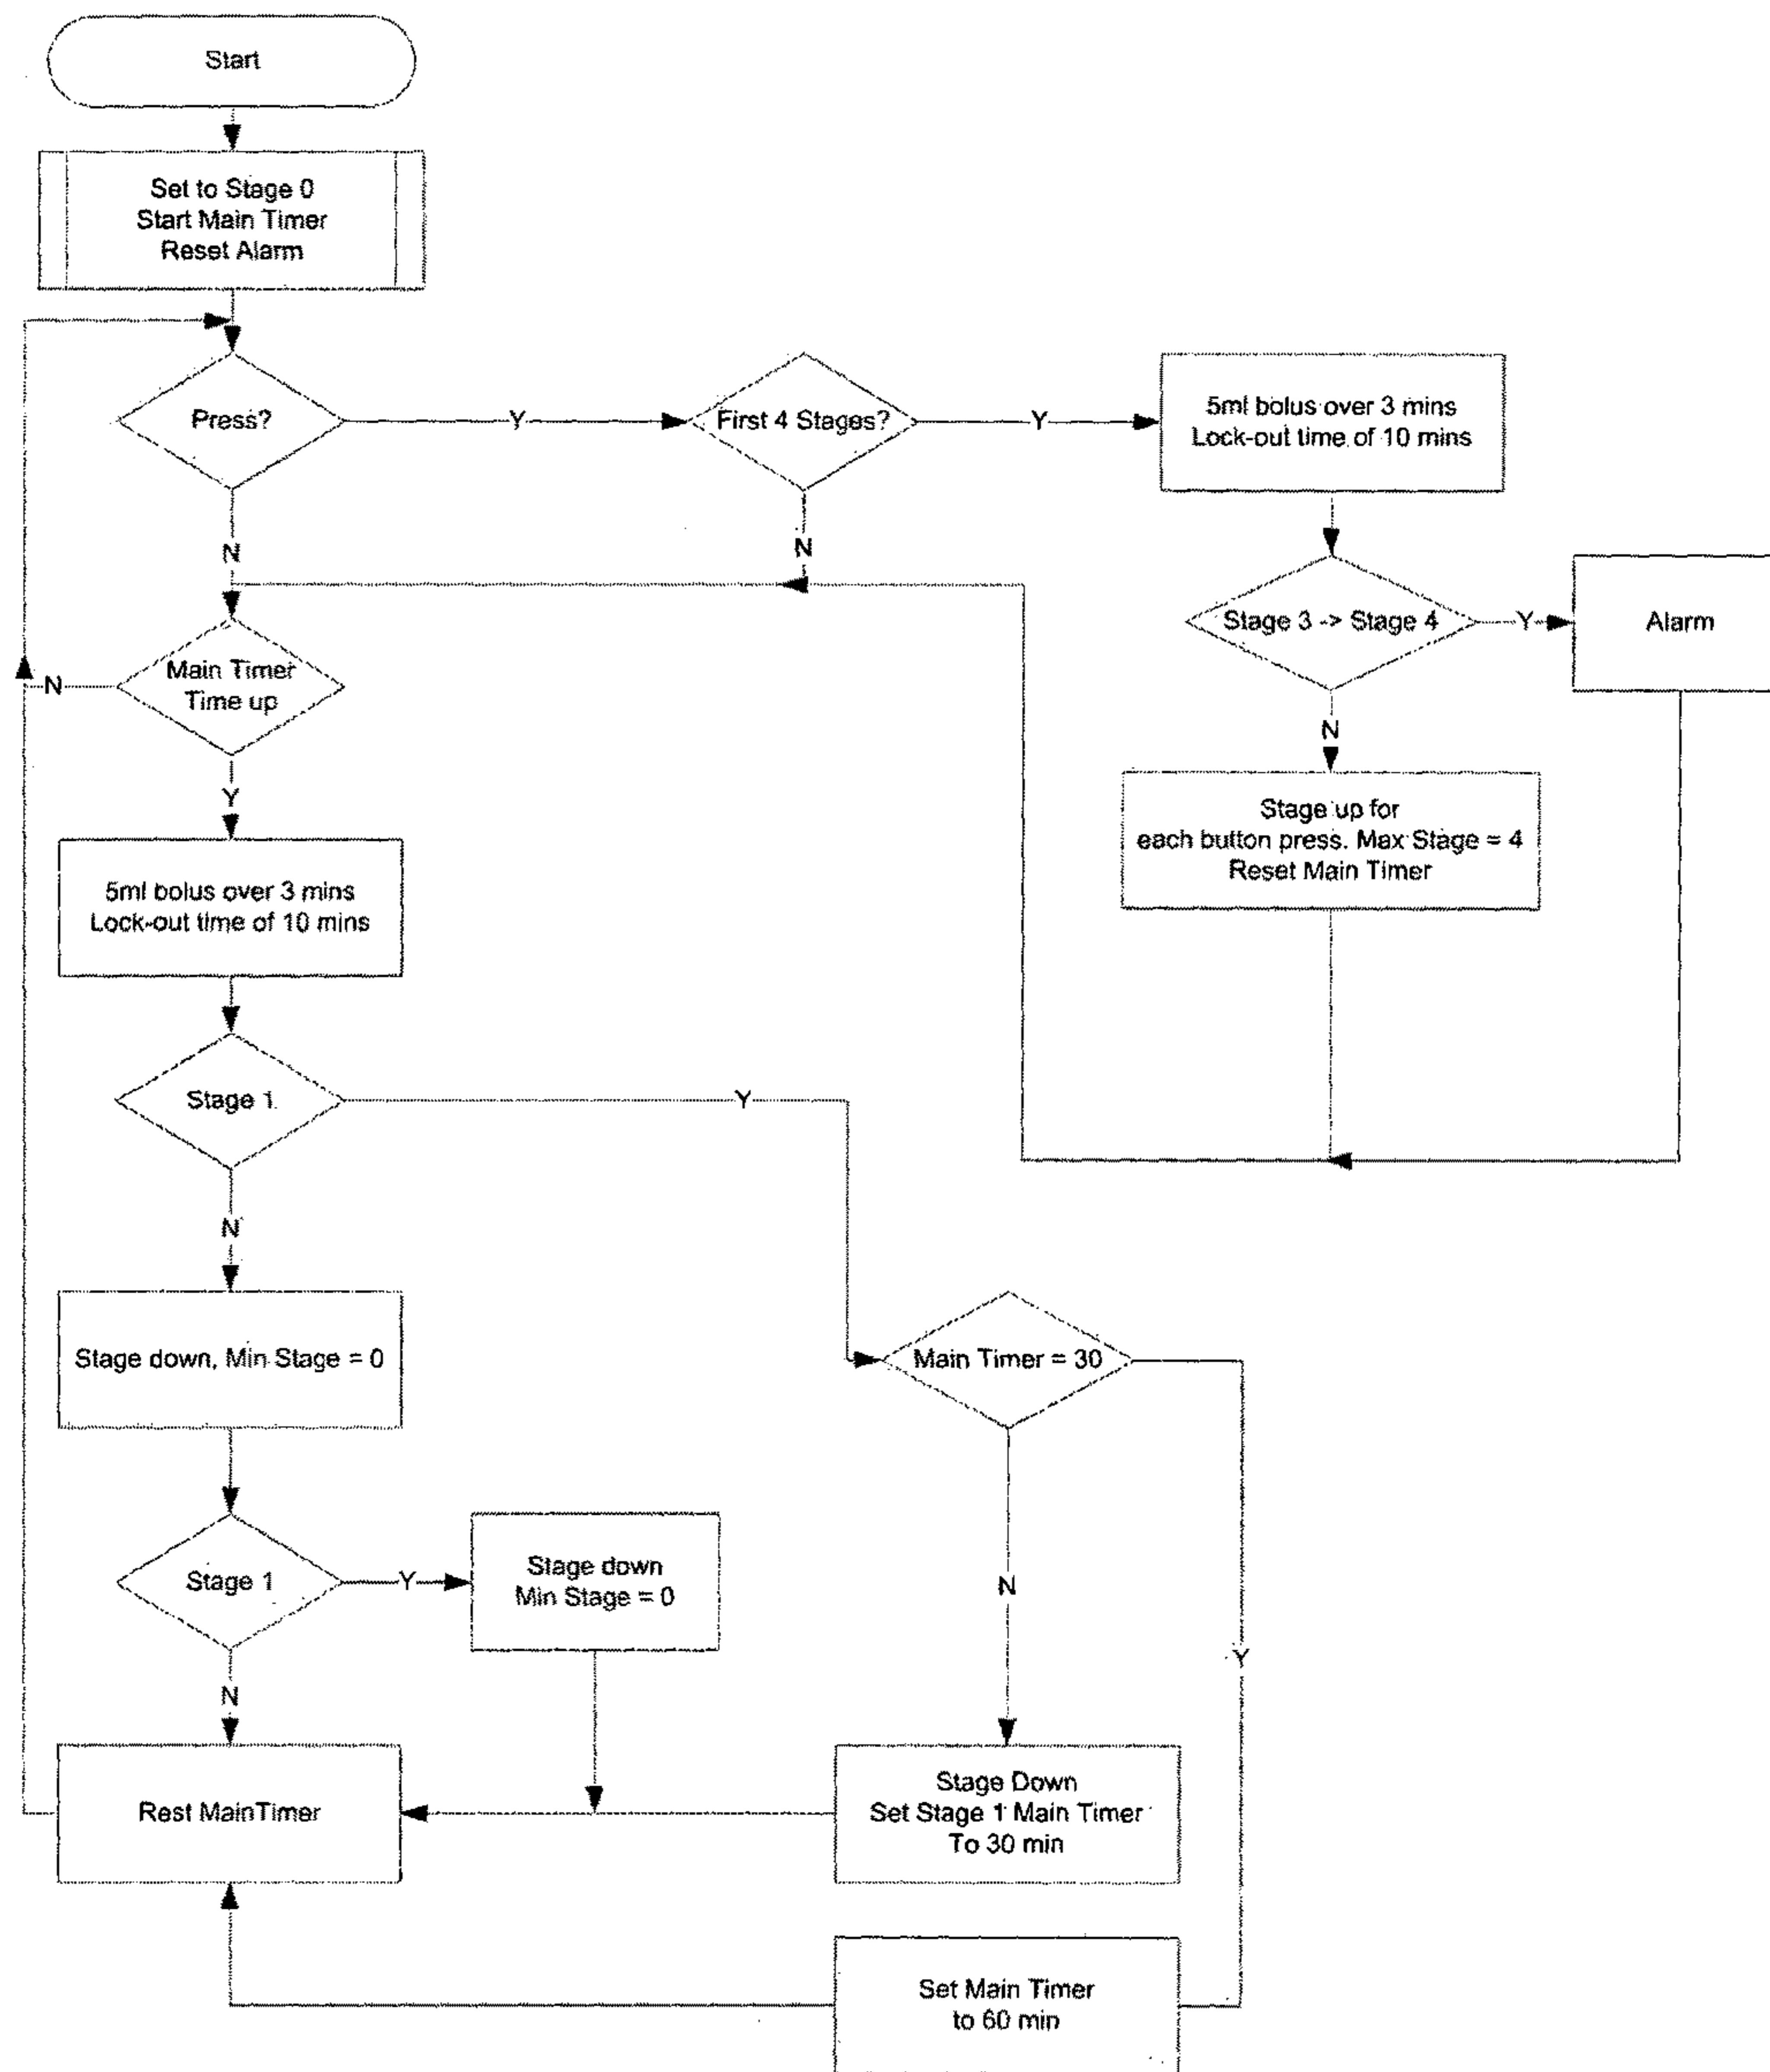 Start
Set to Stage 0
Start Main Timer
Reset Alarm
Press?
Y
First 4 Stages?
Y
5ml bolus over 3 mins
Lock-out time of 10 mins
N
N
Stage 3 -> Stage 4
Y
Alarm
Main Timer
Time up
N
N
Y
Stage up for
each button press. Max Stage = 4
Reset Main Timer
5ml bolus over 3 mins
Lock-out time of 10 mins
Stage 1
Y
N
Stage down, Min Stage = 0
Main Timer = 30
Stage 1
Y
Stage down
Min Stage = 0
N
Y
N
Rest MainTimer
Stage Down
Set Stage 1 Main Timer
To 30 min
Set Main Timer
to 60 min